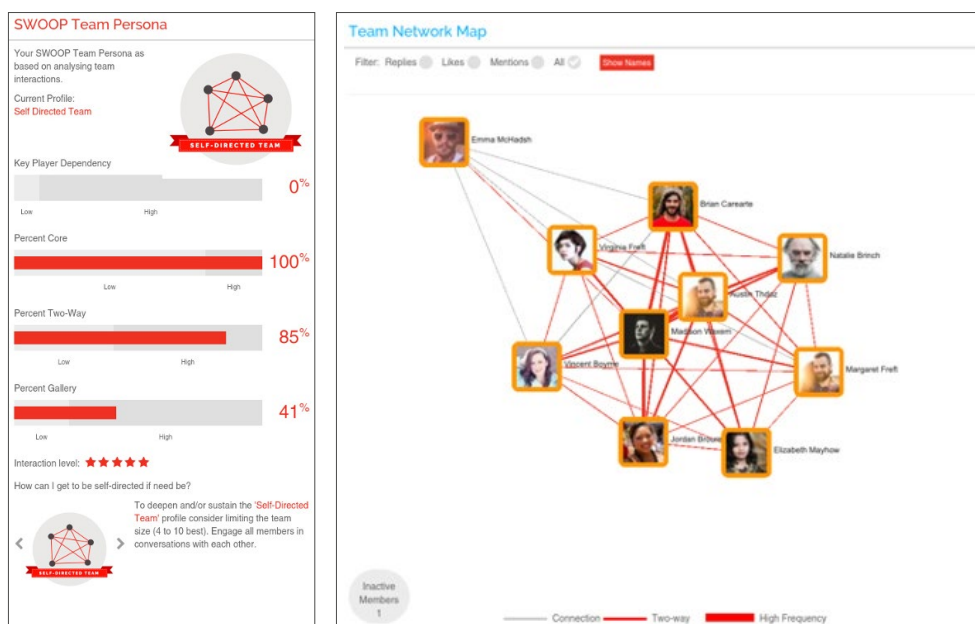 SWOOP Team Persona
Your SWOOP Team Persona as
based on analysing team
interactions.
Current Profile:
Self Directed Team
SELF-DIRECTED TEAM
Key Player Dependency
0%
Low High
Percent Core
100%
Low High
Percent Two-Way
85%
Low High
Percent Gallery
41%
Low High
Interaction level:
How can I get to be self-directed if need be?
To deepen and/or sustain the 'Self-Directed
Team' profile consider limiting the team
size (4 to 10 best). Engage all members in
conversations with each other.
SELF-DIRECTED TEAM
Team Network Map
Filter: Replies Likes Mentions All Show Names
Emma McHadsh
Brian Carearte
Virginia Freft
Natalie Brinch
Austin Thdaz
Madison
Vincent Boyme
Margaret Freft
Jordan
Elizabeth Mayhow
Inactive
Members
1
Connection Two-way High Frequency